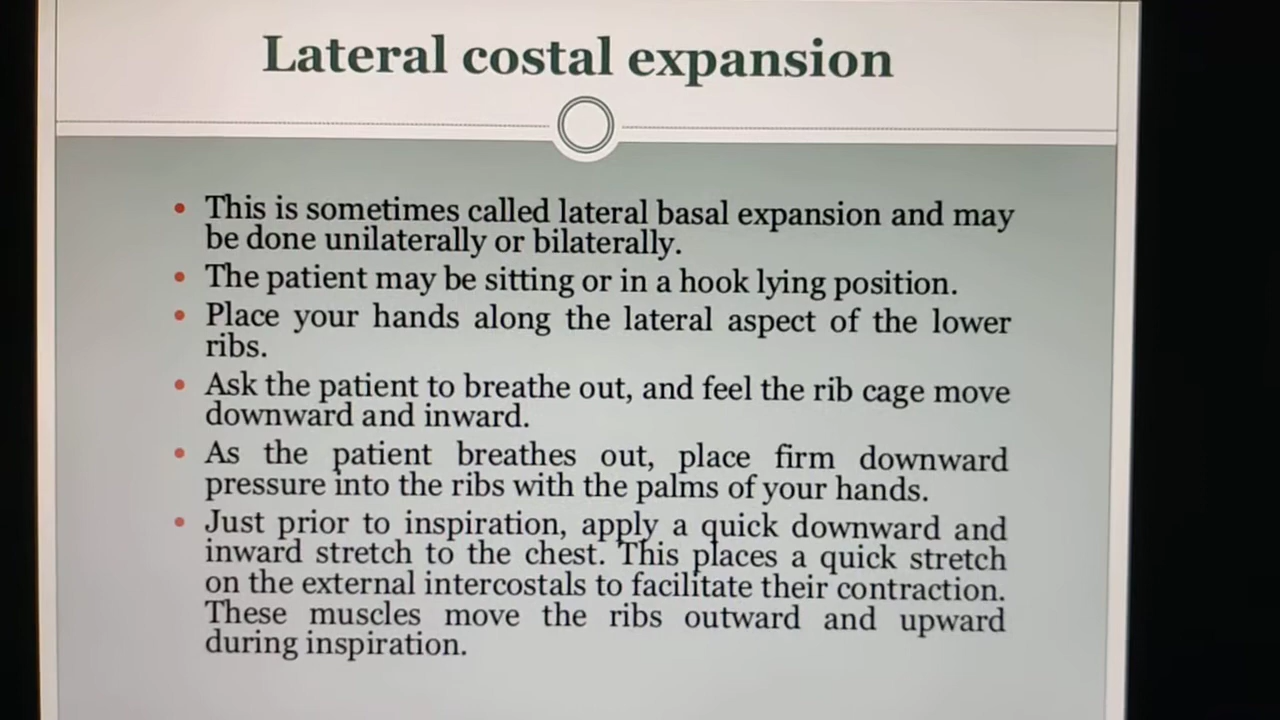 Lateral costal expansion
• This is sometimes called lateral basal expansion and may
be done unilaterally or bilaterally.
• The patient may be sitting or in a hook lying position.
• Place your hands along the lateral aspect of the lower
ribs.
• Ask the patient to breathe out, and feel the rib cage move
downward and inward.
• As the patient breathes out, place firm downward
pressure into the ribs with the palms of your hands.
• Just prior to inspiration, apply a quick downward and
inward stretch to the chest. This places a quick stretch
on the external intercostals to facilitate their contraction.
These muscles move the ribs outward and upward
during inspiration.